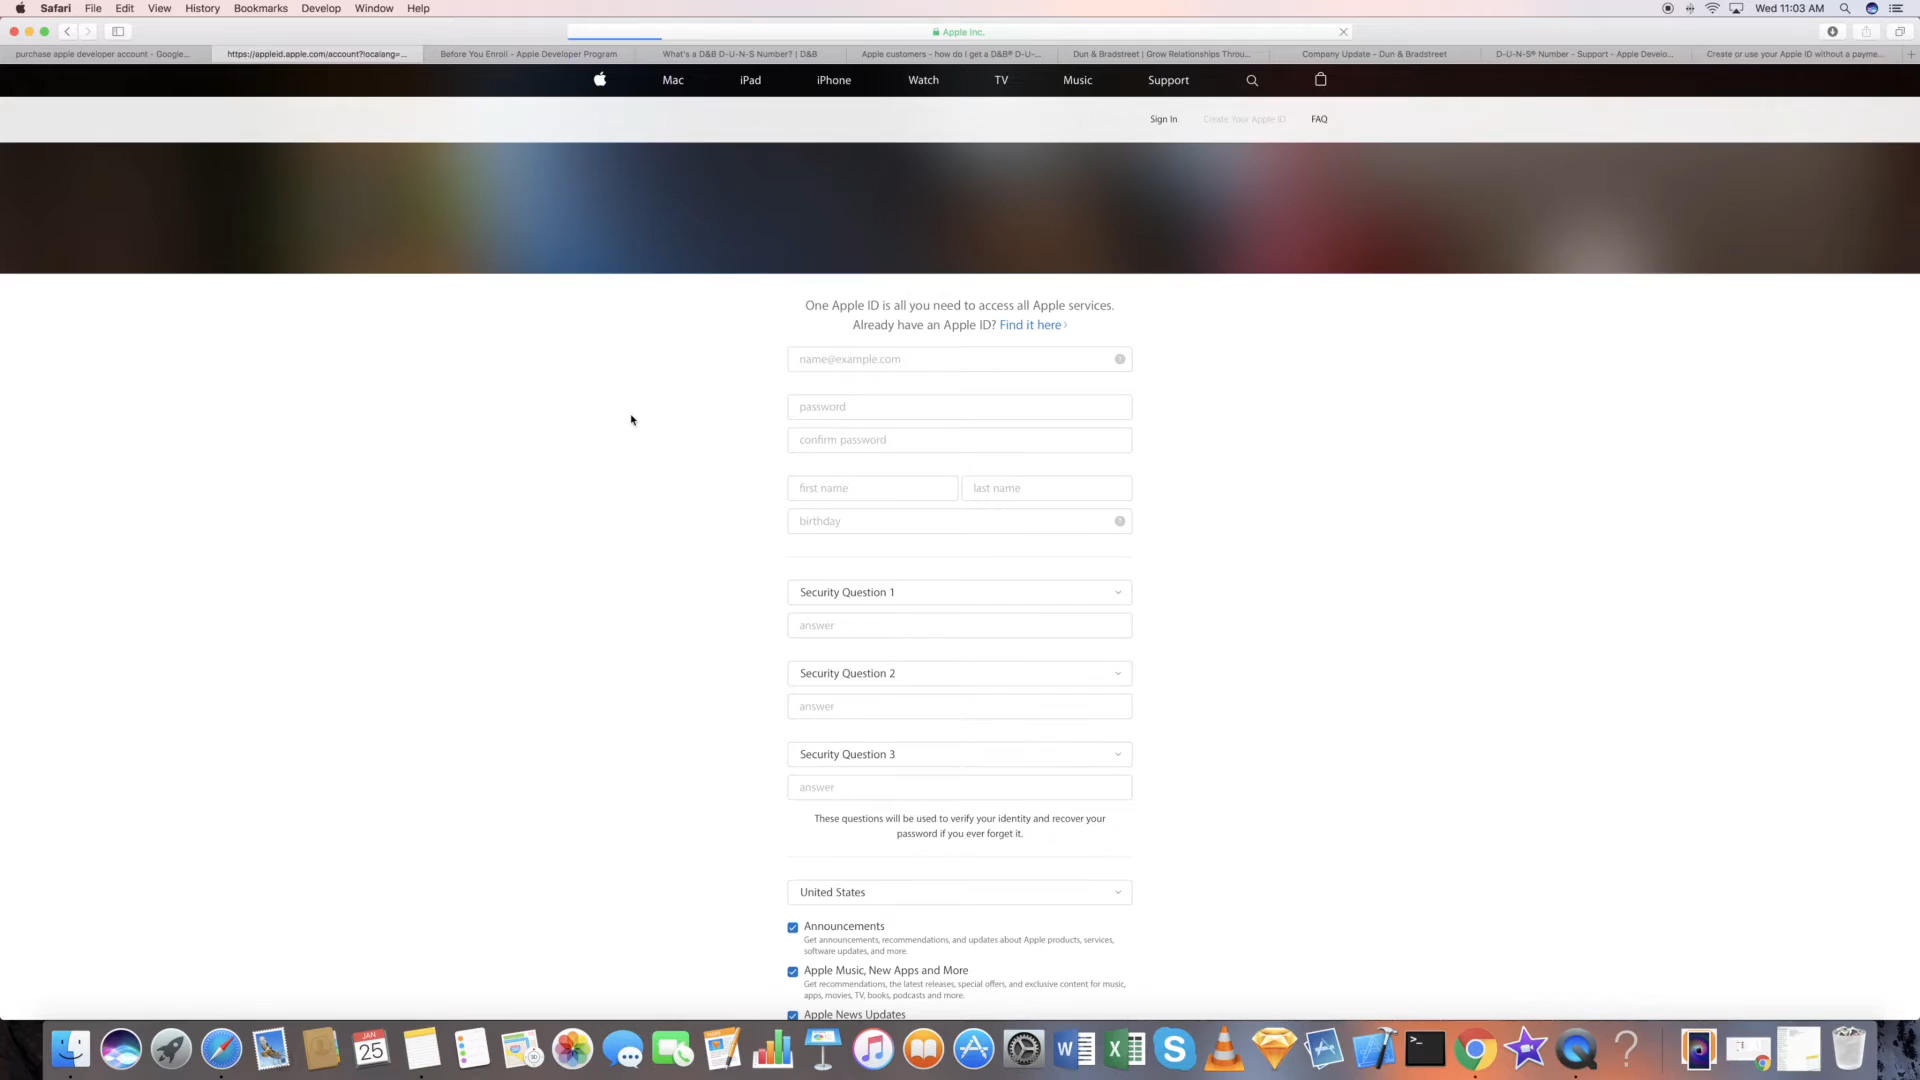 Safari File Edit View History Bookmarks Develop Window Help Wed 11:03 AM
Apple Inc.
purchase apple developer account - Google... https://appleid.apple.com/account?localang=... Before You Enroll - Apple Developer Program What's a D&B D-U-N-S Number? | D&B Apple customers - how do I get a D&B® D-U-... Dun & Bradstreet | Grow Relationships Throu... Company Update - Dun & Bradstreet D-U-N-S® Number - Support - Apple Develo... Create or use your Apple ID without a payme...
Mac iPad iPhone Watch TV Music Support
Sign In Create Your Apple ID FAQ
One Apple ID is all you need to access all Apple services.
Already have an Apple ID? Find it here ›
name@example.com
password
confirm password
first name last name
birthday
Security Question 1
answer
Security Question 2
answer
Security Question 3
answer
These questions will be used to verify your identity and recover your
password if you ever forget it.
United States
Announcements
Get announcements, recommendations, and updates about Apple products, services,
software updates, and more.
Apple Music, New Apps and More
Get recommendations, the latest releases, special offers, and exclusive content for music,
apps, movies, TV, books, podcasts and more.
Apple News Updates
JAN
25